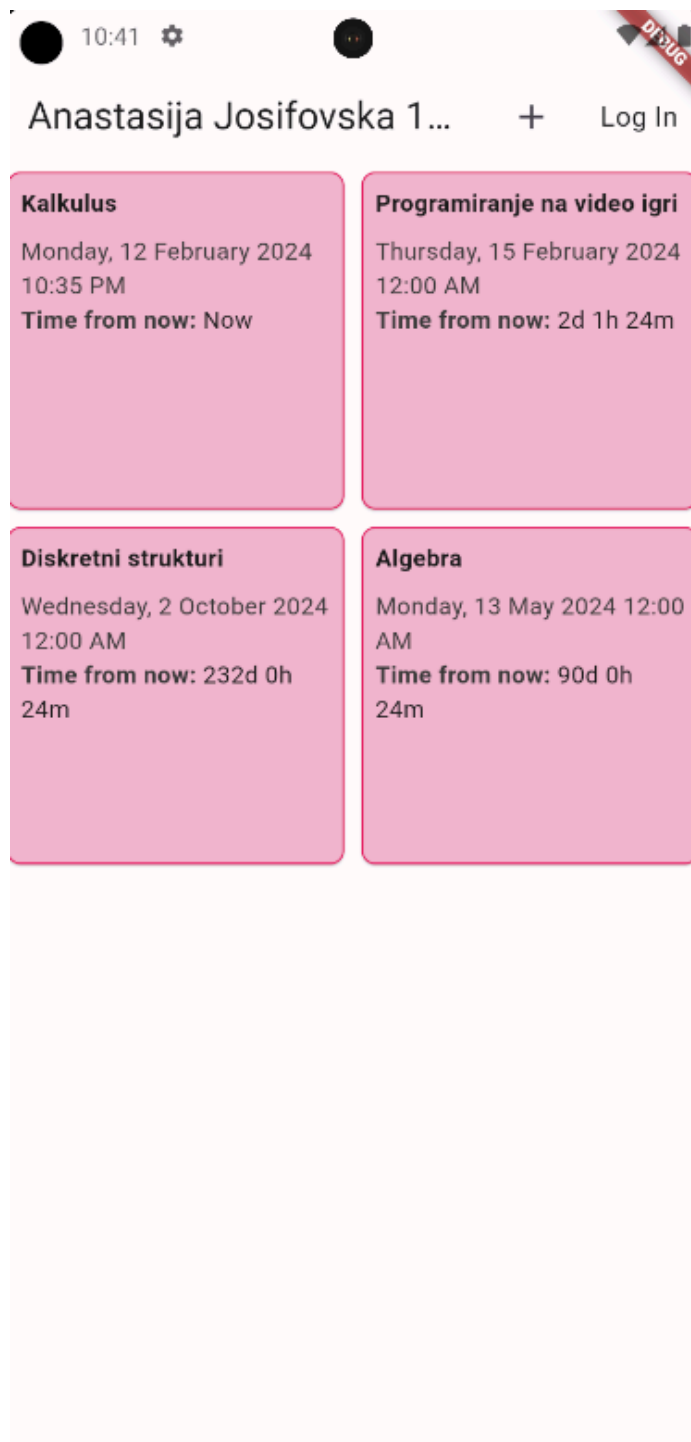 10:41
DEBUG
Anastasija Josifovska 1...
+
Log In
Kalkulus
Monday, 12 February 2024
10:35 PM
Time from now: Now
Programiranje na video igri
Thursday, 15 February 2024
12:00 AM
Time from now: 2d 1h 24m
Diskretni strukturi
Wednesday, 2 October 2024
12:00 AM
Time from now: 232d 0h
24m
Algebra
Monday, 13 May 2024 12:00
AM
Time from now: 90d 0h
24m